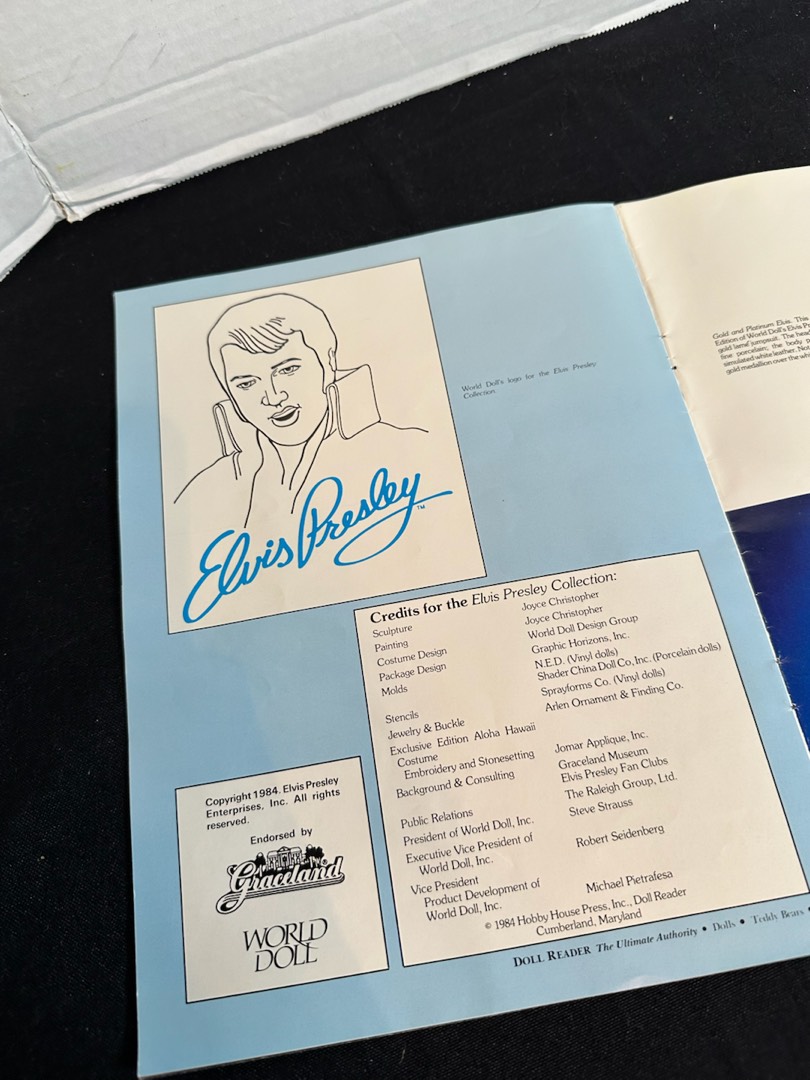 Elvis Presley™
World Doll's logo for the Elvis Presley
Collection.
Credits for the Elvis Presley Collection:
Sculpture Joyce Christopher
Painting Joyce Christopher
Costume Design World Doll Design Group
Package Design Graphic Horizons, Inc.
Molds N.E.D. (Vinyl dolls)
Shader China Doll Co, Inc. (Porcelain dolls)
Stencils Sprayforms Co. (Vinyl dolls)
Jewelry & Buckle Arlen Ornament & Finding Co.
Exclusive Edition Aloha Hawaii
Costume
Embroidery and Stonesetting Jomar Applique, Inc.
Background & Consulting Graceland Museum
Elvis Presley Fan Clubs
Public Relations The Raleigh Group, Ltd.
President of World Doll, Inc. Steve Strauss
Executive Vice President of
World Doll, Inc. Robert Seidenberg
Vice President
Product Development of
World Doll, Inc. Michael Pietrafesa
© 1984 Hobby House Press, Inc., Doll Reader
Cumberland, Maryland
Copyright 1984. Elvis Presley
Enterprises, Inc. All rights
reserved.
Endorsed by
Graceland®
WORLD
DOLL
DOLL READER The Ultimate Authority • Dolls • Teddy Bears •
Gold and Platinum Elvis. This
Edition of World Doll's Elvis P
gold lamé jumpsuit. The head
fine porcelain; the body p
simulated white leather. Not
gold medallion over the wh